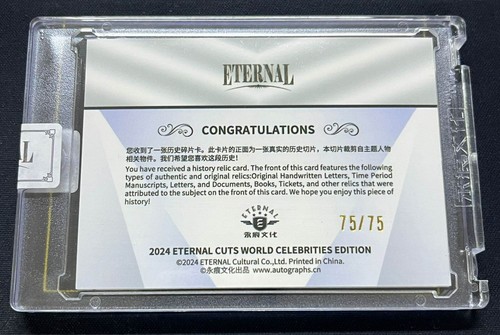 ETERNAL
CONGRATULATIONS
您收到了一张历史碎片卡。此卡片的正面为一张真实的历史切片，本切片裁剪自主题人物
相关物件。我们希望您喜欢这段历史！
You have received a history relic card. The front of this card features the following
types of authentic and original relics:Original Handwritten Letters, Time Period
Manuscripts, Letters, and Documents, Books, Tickets, and other relics that were
attributed to the subject on the front of this card. We hope you enjoy this piece of
history!
ETERNAL
E
永痕文化
75/75
2024 ETERNAL CUTS WORLD CELEBRITIES EDITION
©2024 ETERNAL Cultural Co.,Ltd. Printed in China.
©永痕文化出品 www.autographs.cn